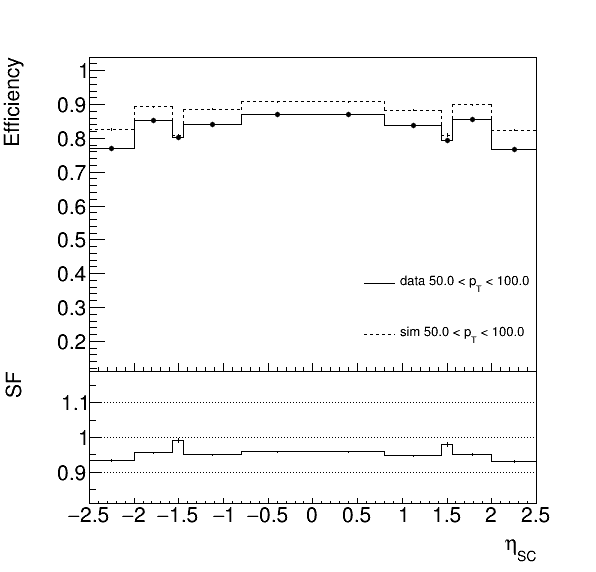 Efficiency
1
0.9
0.8
0.7
0.6
0.5
0.4
0.3
0.2
data 50.0 < p_T < 100.0
sim 50.0 < p_T < 100.0
SF
1.1
1
0.9
−2.5 −2 −1.5 −1 −0.5 0 0.5 1 1.5 2 2.5
η_SC